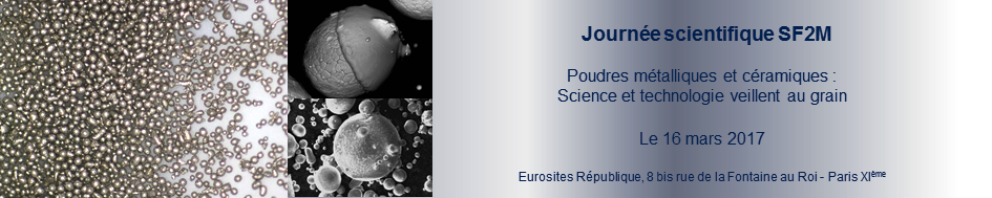 Journée scientifique SF2M
Poudres métalliques et céramiques :
Science et technologie veillent au grain
Le 16 mars 2017
Eurosites République, 8 bis rue de la Fontaine au Roi - Paris XIème